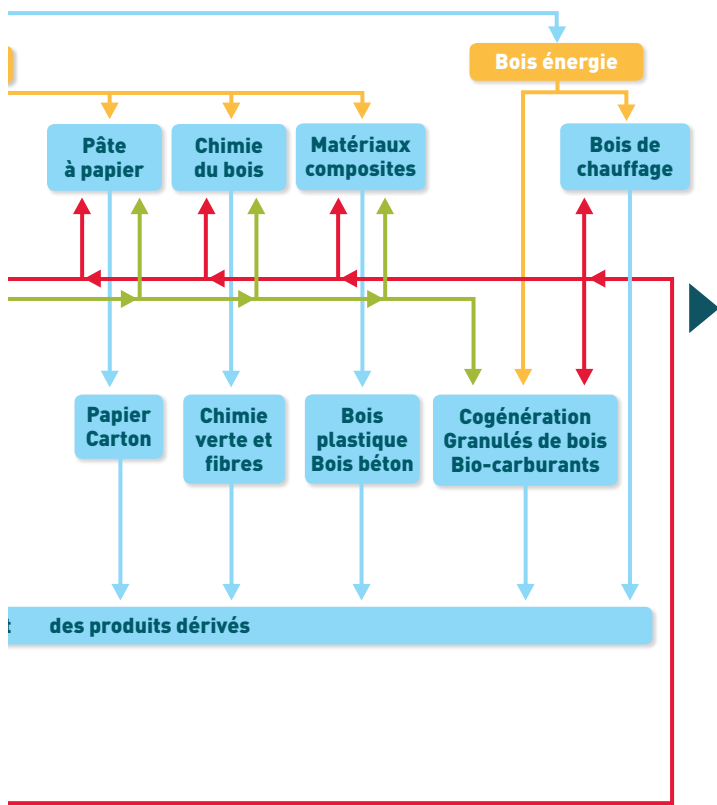 Bois énergie
Pâte
à papier
Chimie
du bois
Matériaux
composites
Bois de
chauffage
Papier
Carton
Chimie
verte et
fibres
Bois
plastique
Bois béton
Cogénération
Granulés de bois
Bio-carburants
des produits dérivés